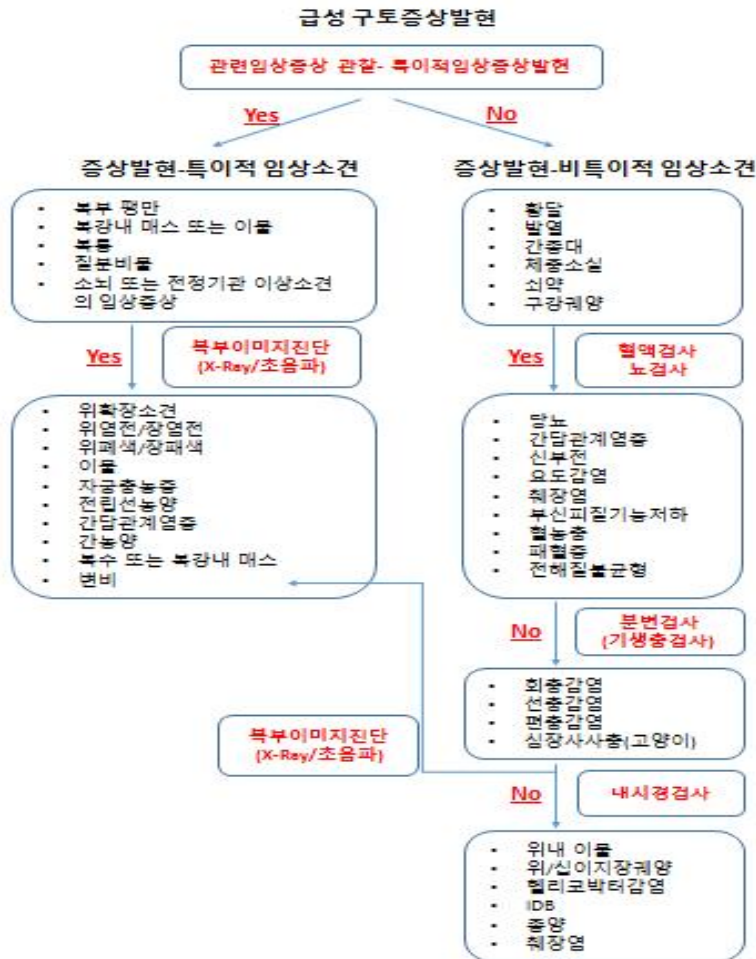 급성 구토증상발현
관련임상증상 관찰- 특이적임상증상발현
Yes
No
증상발현-특이적 임상소견
• 복부 팽만
• 복강내 매스 또는 이물
• 복통
• 질분비물
• 소뇌 또는 전정기관 이상소견
의 임상증상
Yes
복부이미지진단
(X-Ray/초음파)
• 위확장소견
• 위염전/장염전
• 위폐색/장패색
• 이물
• 자궁축농증
• 전립선농양
• 간담관계염증
• 간농양
• 복수 또는 복강내 매스
• 변비
증상발현-비특이적 임상소견
• 황달
• 발열
• 간종대
• 체중소실
• 쇠약
• 구강궤양
Yes
혈액검사
뇨검사
• 당뇨
• 간담관계염증
• 신부전
• 요도감염
• 췌장염
• 부신피질기능저하
• 혈농충
• 패혈증
• 전해질불균형
No
분변검사
(기생충검사)
• 회충감염
• 선충감염
• 편충감염
• 심장사사충(고양이)
복부이미지진단
(X-Ray/초음파)
No
내시경검사
• 위내 이물
• 위/십이지장궤양
• 헬리코박터감염
• IDB
• 종양
• 췌장염